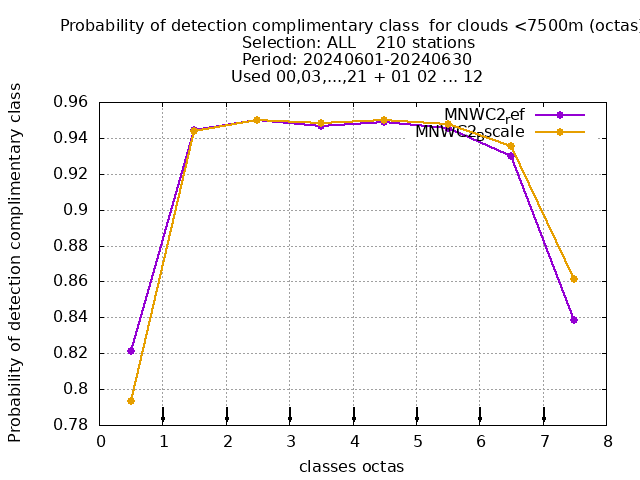 Probability of detection complimentary class  for clouds <7500m (octas)
Selection: ALL    210 stations
Period: 20240601-20240630
Used 00,03,...,21 + 01 02 ... 12
Probability of detection complimentary class
0.96
0.94
0.92
0.9
0.88
0.86
0.84
0.82
0.8
0.78
MNWC2ref
MNWC2pscale
0 1 2 3 4 5 6 7 8
classes octas